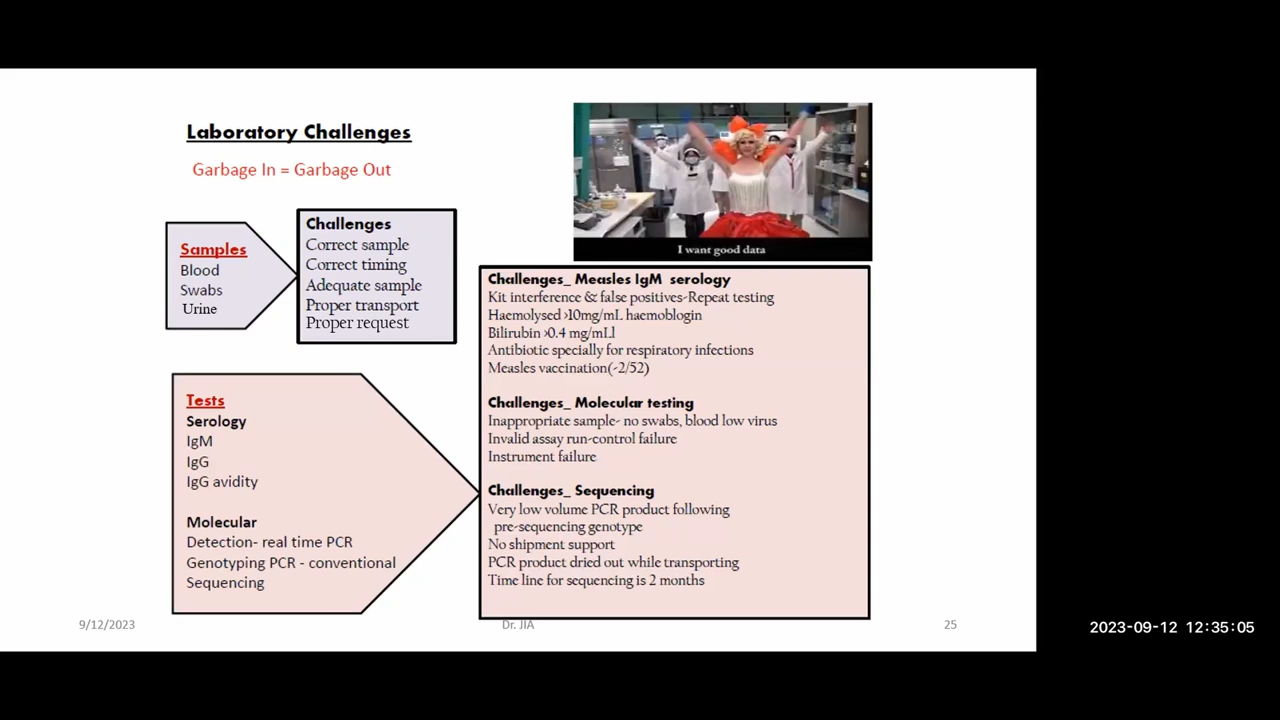 Laboratory Challenges
Garbage In = Garbage Out
I want good data
Samples
Blood
Swabs
Urine
Challenges
Correct sample
Correct timing
Adequate sample
Proper transport
Proper request
Tests
Serology
IgM
IgG
IgG avidity
Molecular
Detection- real time PCR
Genotyping PCR - conventional
Sequencing
Challenges_ Measles IgM serology
Kit interference & false positives-Repeat testing
Haemolysed >10mg/mL haemoblogin
Bilirubin >0.4 mg/mLl
Antibiotic specially for respiratory infections
Measles vaccination(~2/52)
Challenges_ Molecular testing
Inappropriate sample- no swabs, blood low virus
Invalid assay run-control failure
Instrument failure
Challenges_ Sequencing
Very low volume PCR product following
pre-sequencing genotype
No shipment support
PCR product dried out while transporting
Time line for sequencing is 2 months
9/12/2023
Dr. JIA
25
2023-09-12 12:35:05